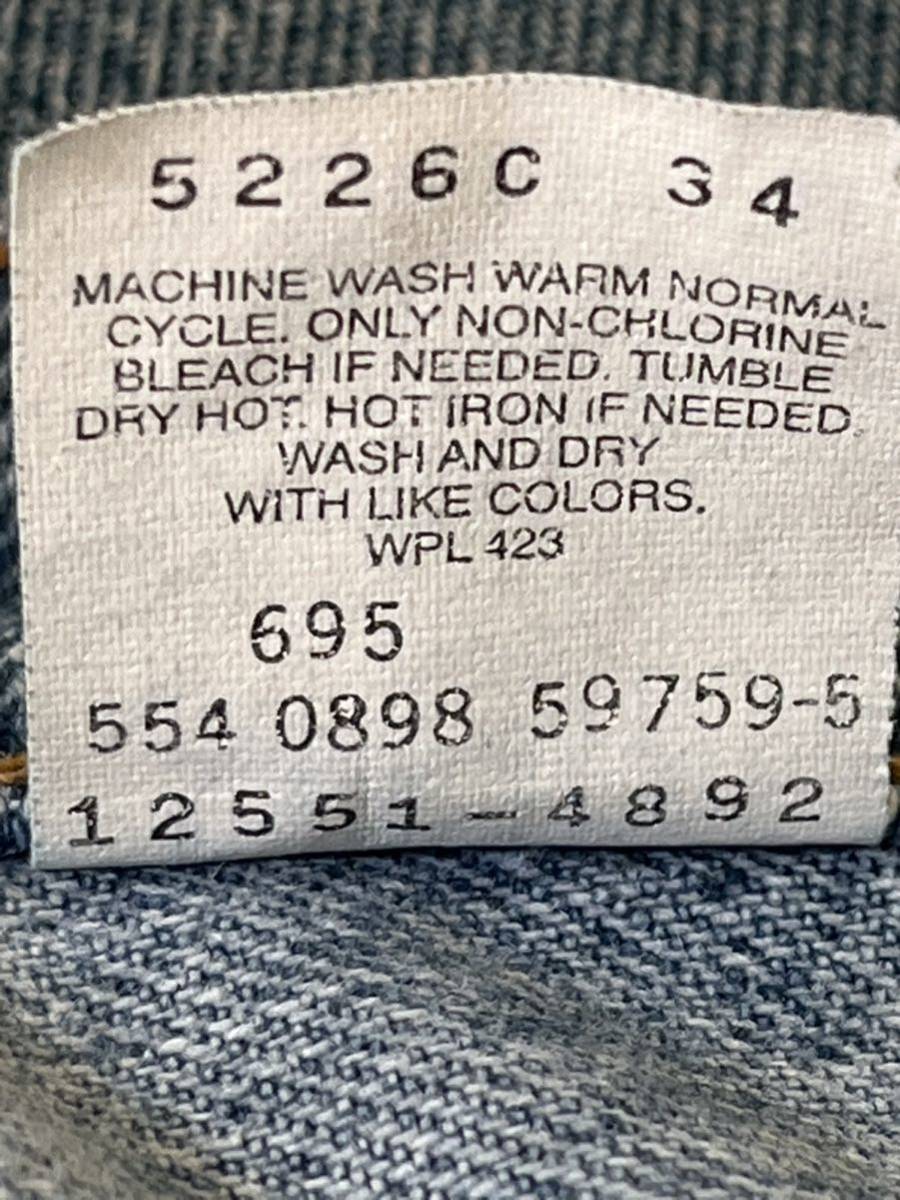 5226C 34
MACHINE WASH WARM NORMAL
CYCLE. ONLY NON-CHLORINE
BLEACH IF NEEDED. TUMBLE
DRY HOT. HOT IRON IF NEEDED.
WASH AND DRY
WITH LIKE COLORS.
WPL 423
695
554 0898 59759-5
12551-4892